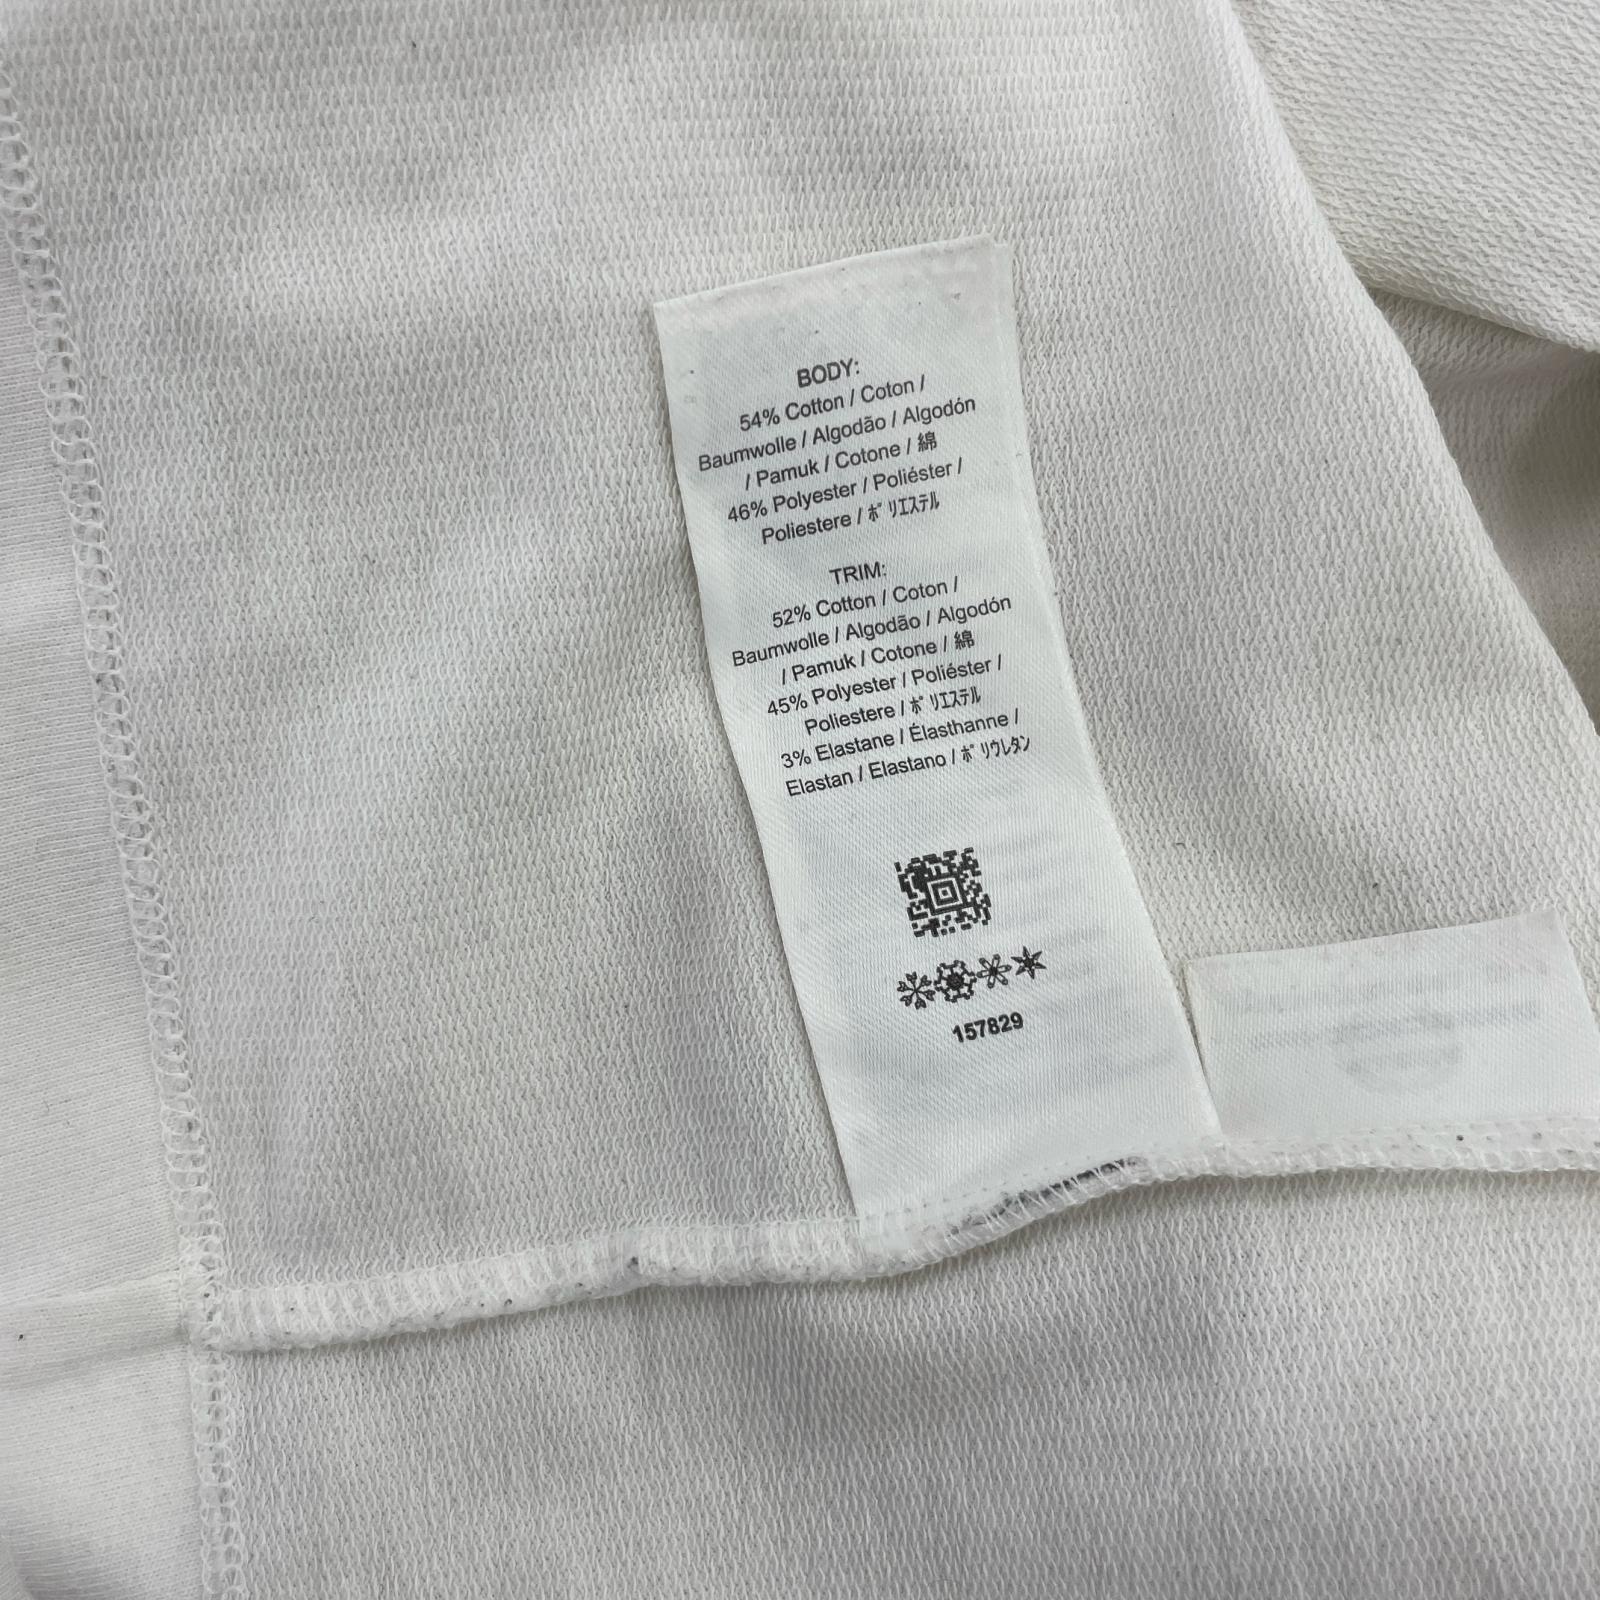 BODY:
54% Cotton / Coton /
Baumwolle / Algodão / Algodón
/ Pamuk / Cotone / 綿
46% Polyester / Poliéster /
Poliestere / ポリエステル
TRIM:
52% Cotton / Coton /
Baumwolle / Algodão / Algodón
/ Pamuk / Cotone / 綿
45% Polyester / Poliéster /
Poliestere / ポリエステル
3% Elastane / Élasthanne /
Elastan / Elastano / ポリウレタン
157829